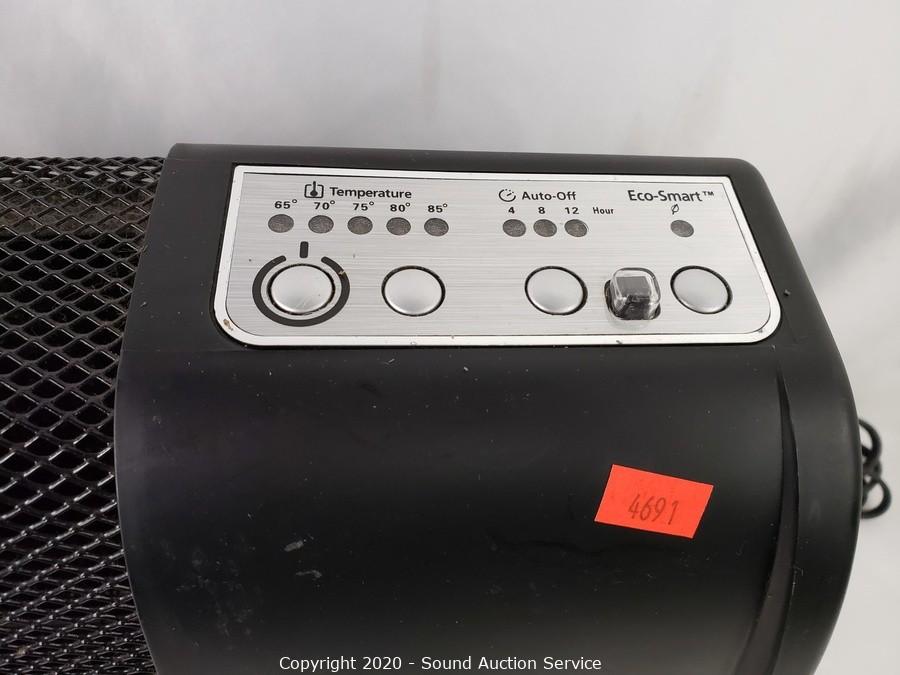 Temperature
65° 70° 75° 80° 85°
Auto-Off
4 8 12 Hour
Eco-Smart™
4691
Copyright 2020 - Sound Auction Service